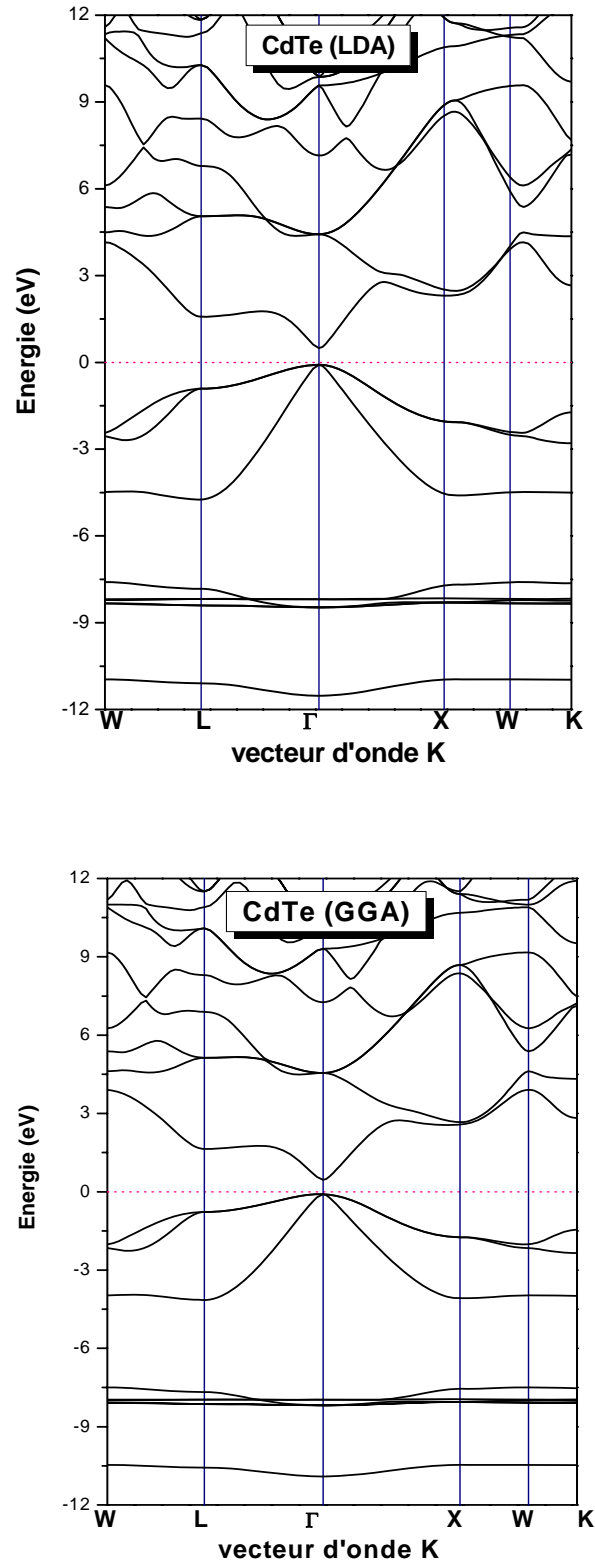 CdTe (LDA)
12
9
6
3
0
-3
-6
-9
-12
Energie (eV)
W L Γ X W K
vecteur d'onde K
CdTe (GGA)
12
9
6
3
0
-3
-6
-9
-12
Energie (eV)
W L Γ X W K
vecteur d'onde K